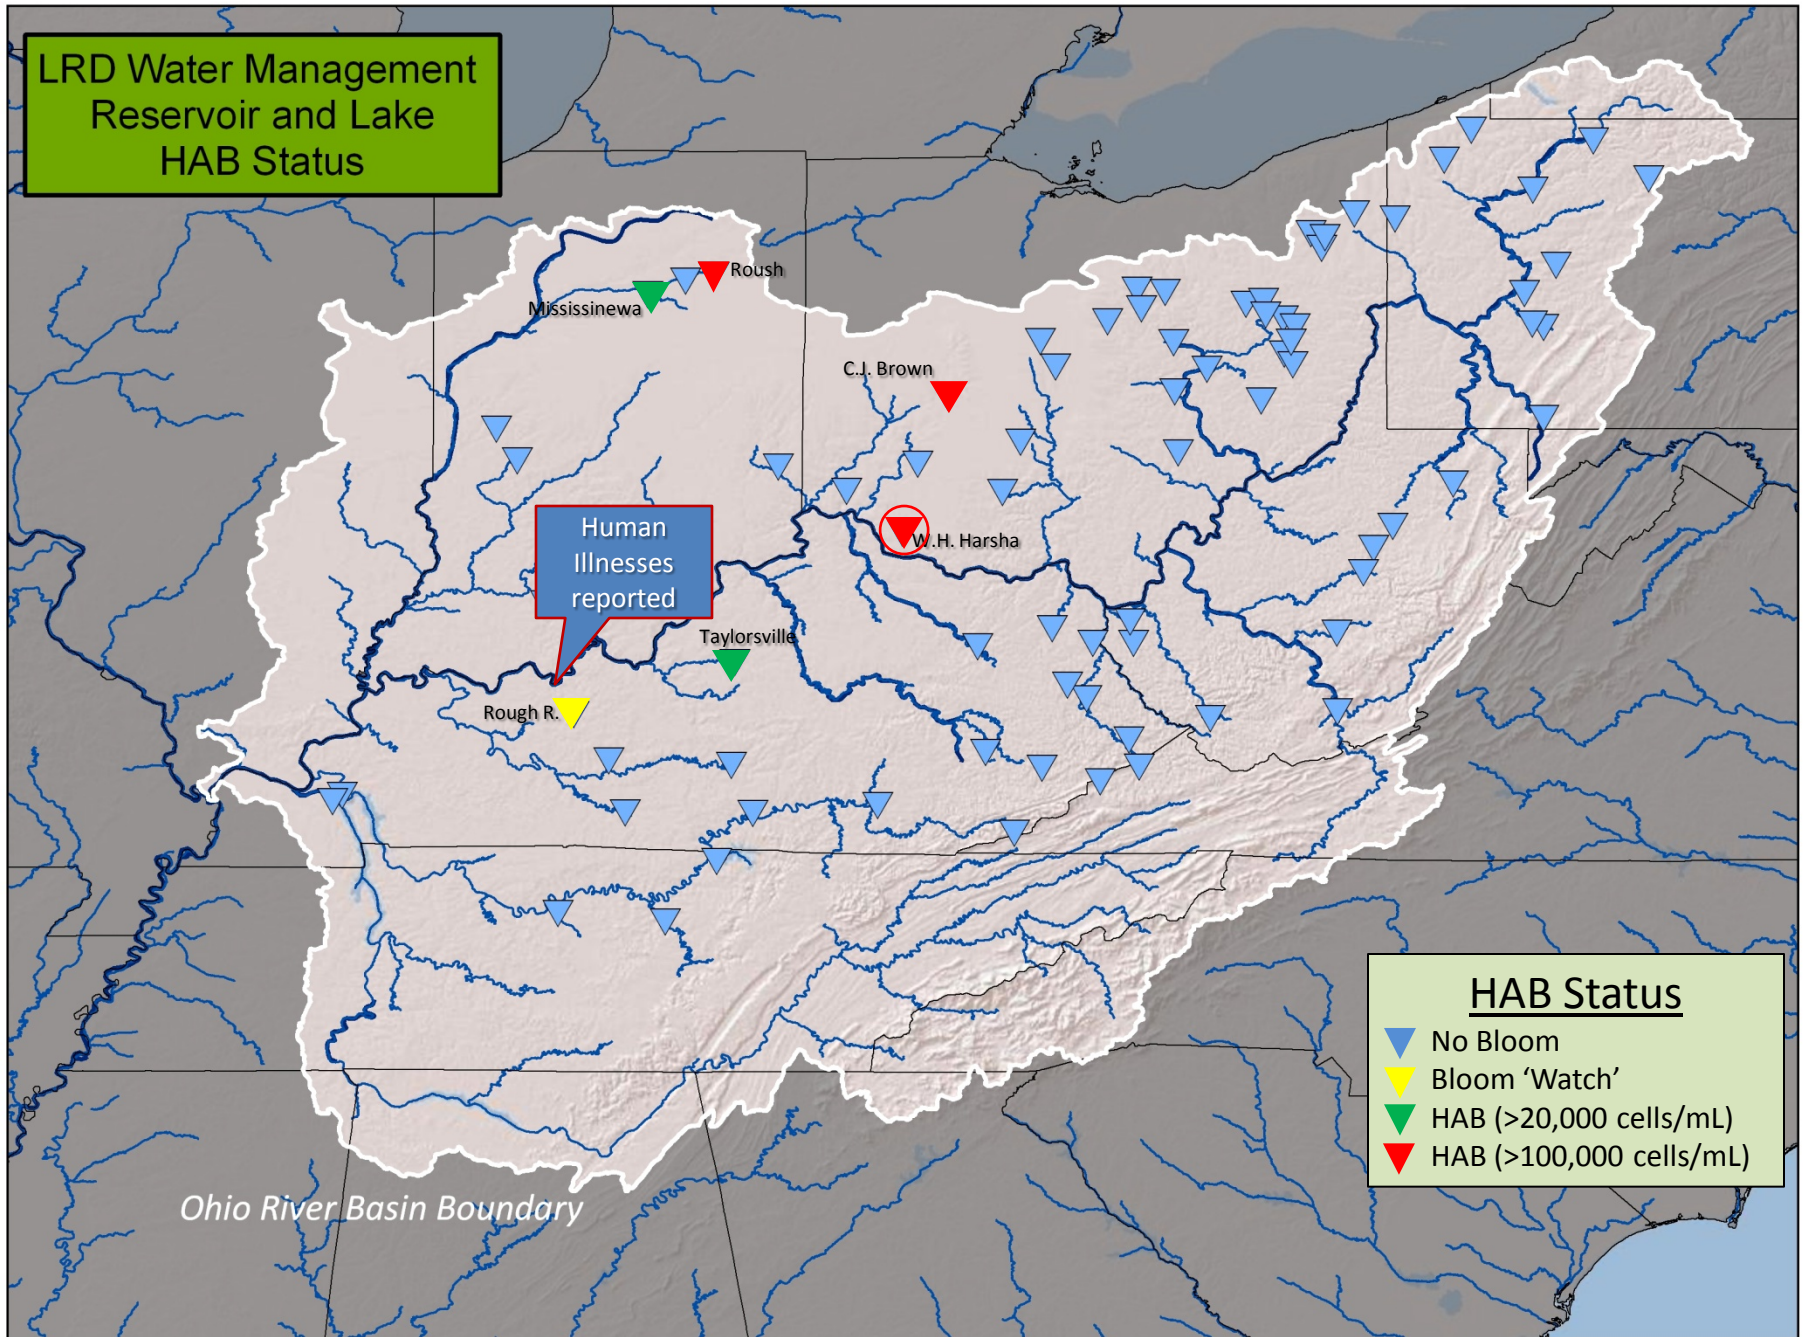 LRD Water Management
Reservoir and Lake
HAB Status
Roush
Mississinewa
C.J. Brown
W.H. Harsha
Human
Illnesses
reported
Taylorsville
Rough R.
HAB Status
No Bloom
Bloom ‘Watch’
HAB (>20,000 cells/mL)
HAB (>100,000 cells/mL)
Ohio River Basin Boundary